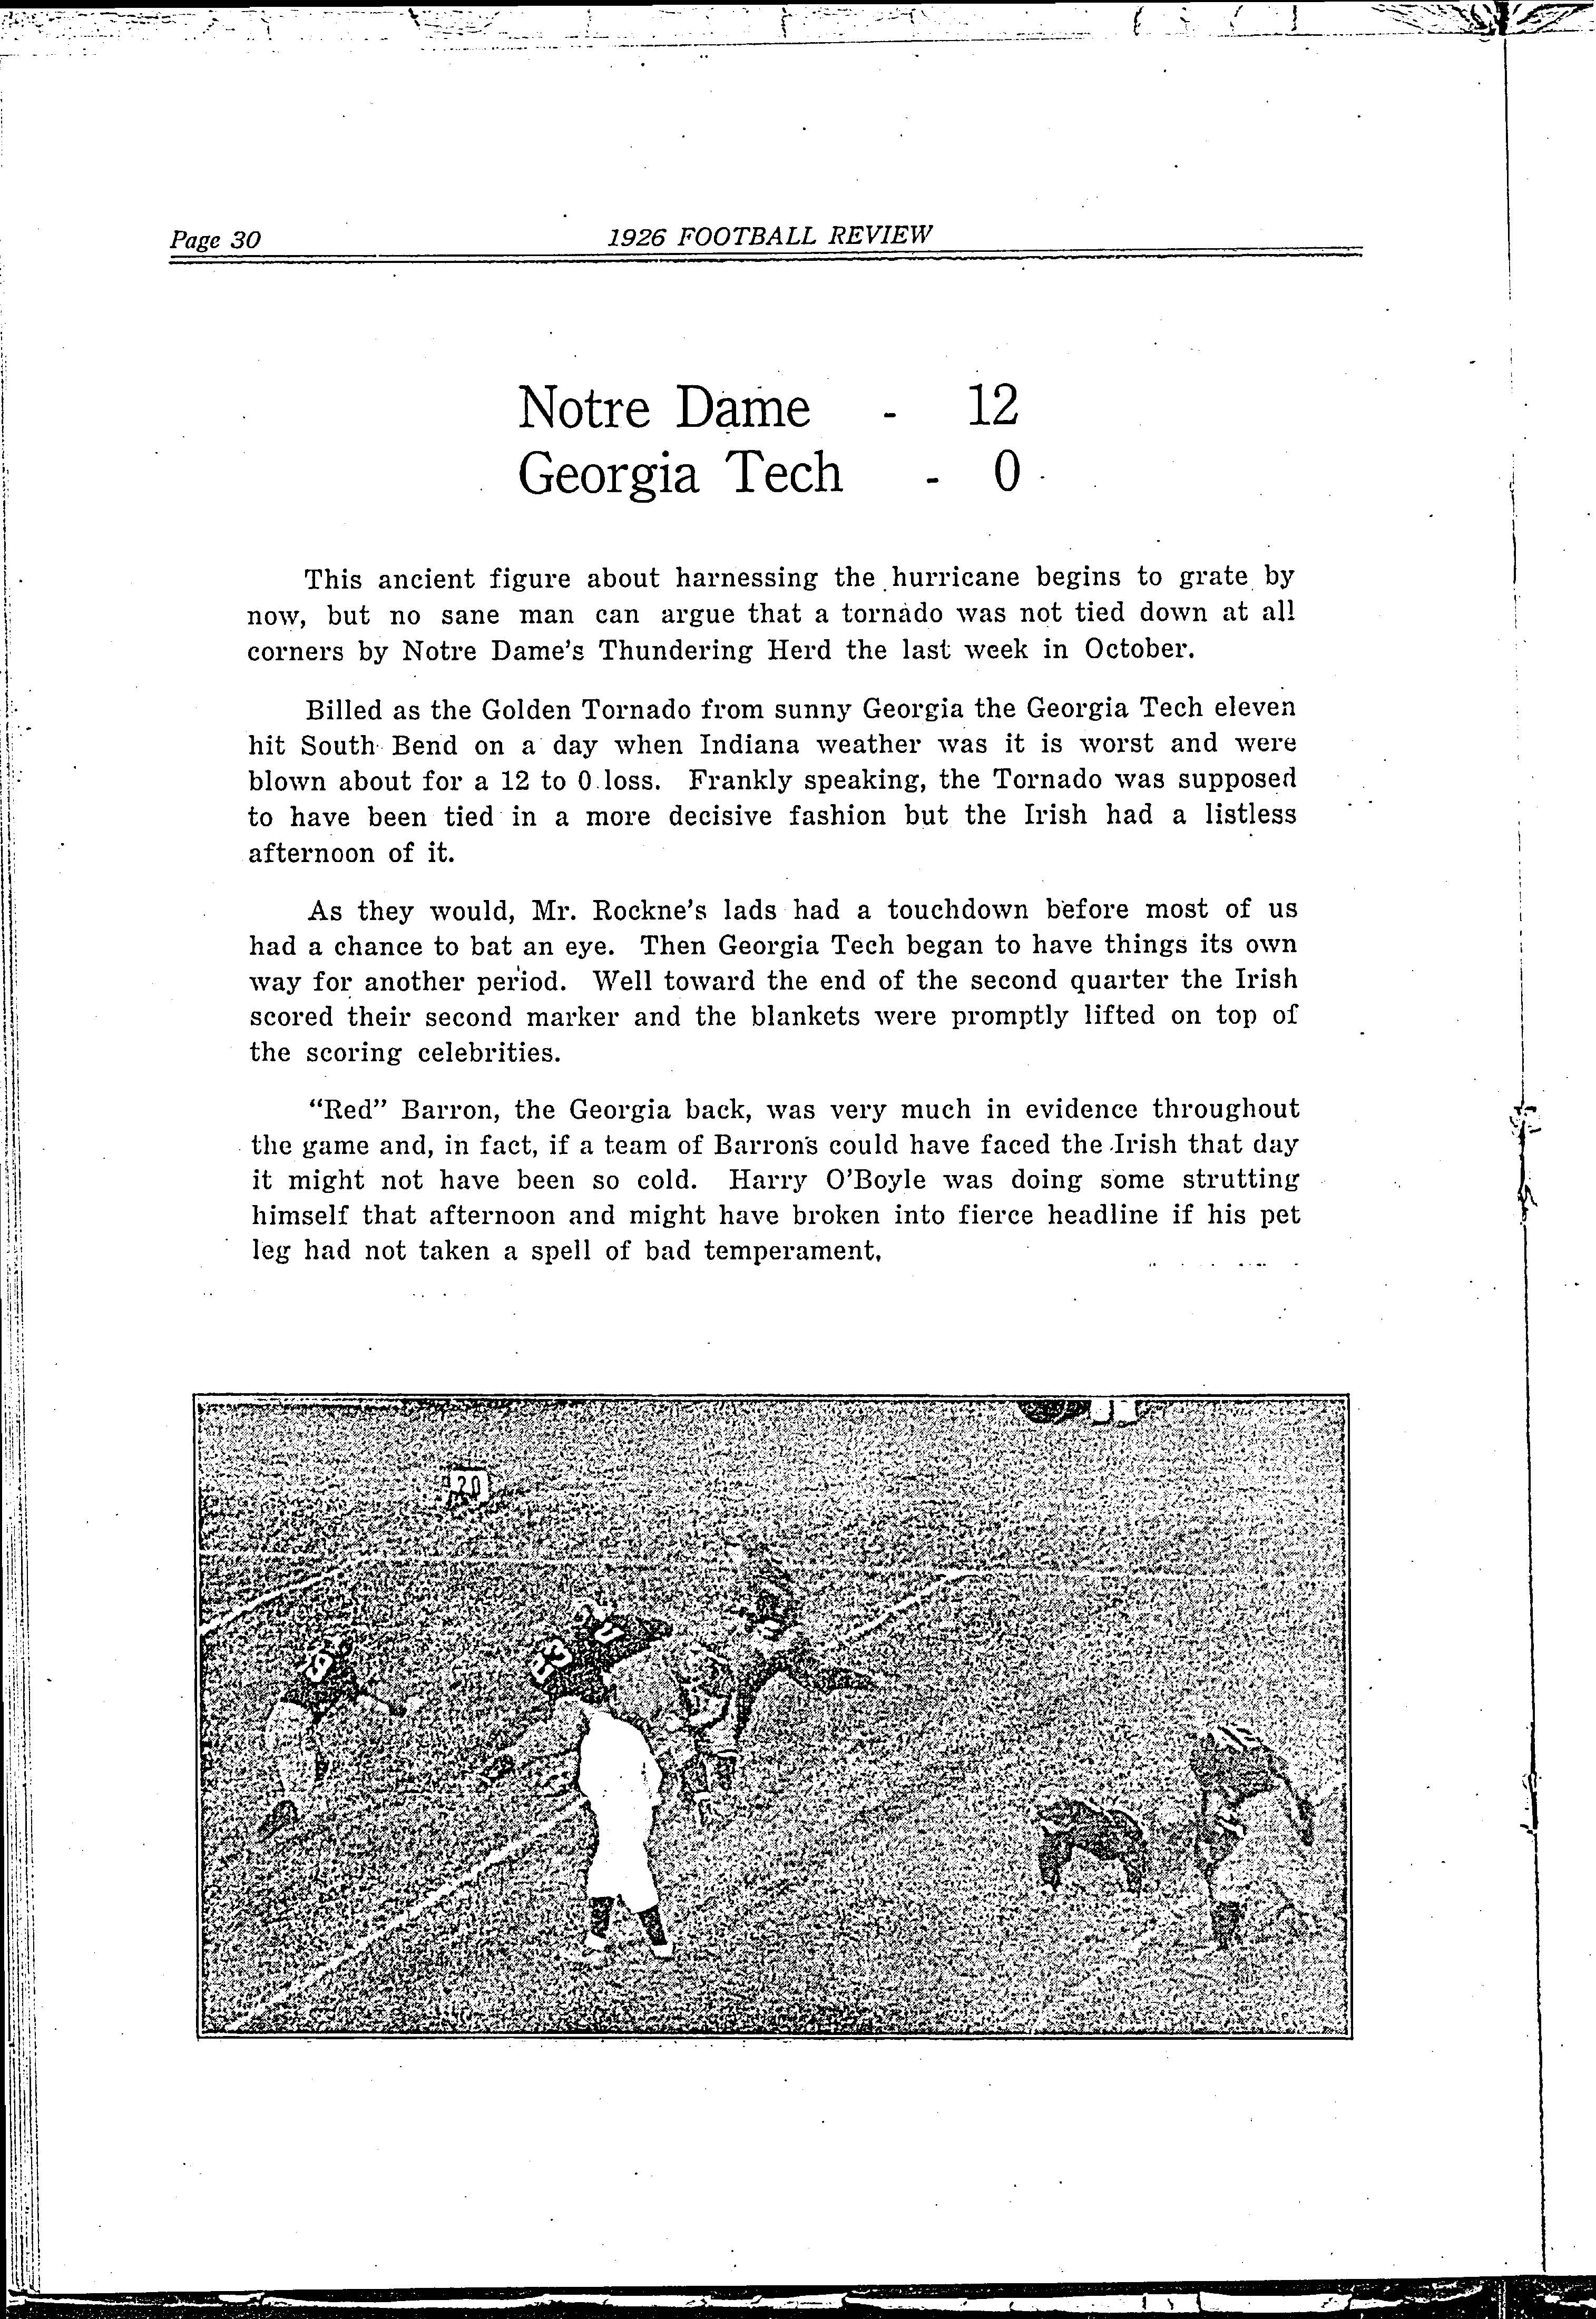 Page 30
1926 FOOTBALL REVIEW
Notre Dame - 12
Georgia Tech - 0
This ancient figure about harnessing the hurricane begins to grate by
now, but no sane man can argue that a tornado was not tied down at all
corners by Notre Dame's Thundering Herd the last week in October.
Billed as the Golden Tornado from sunny Georgia the Georgia Tech eleven
hit South Bend on a day when Indiana weather was it is worst and were
blown about for a 12 to 0 loss. Frankly speaking, the Tornado was supposed
to have been tied in a more decisive fashion but the Irish had a listless
afternoon of it.
As they would, Mr. Rockne's lads had a touchdown before most of us
had a chance to bat an eye. Then Georgia Tech began to have things its own
way for another period. Well toward the end of the second quarter the Irish
scored their second marker and the blankets were promptly lifted on top of
the scoring celebrities.
“Red” Barron, the Georgia back, was very much in evidence throughout
the game and, in fact, if a team of Barrons could have faced the Irish that day
it might not have been so cold. Harry O'Boyle was doing some strutting
himself that afternoon and might have broken into fierce headline if his pet
leg had not taken a spell of bad temperament.
20
53